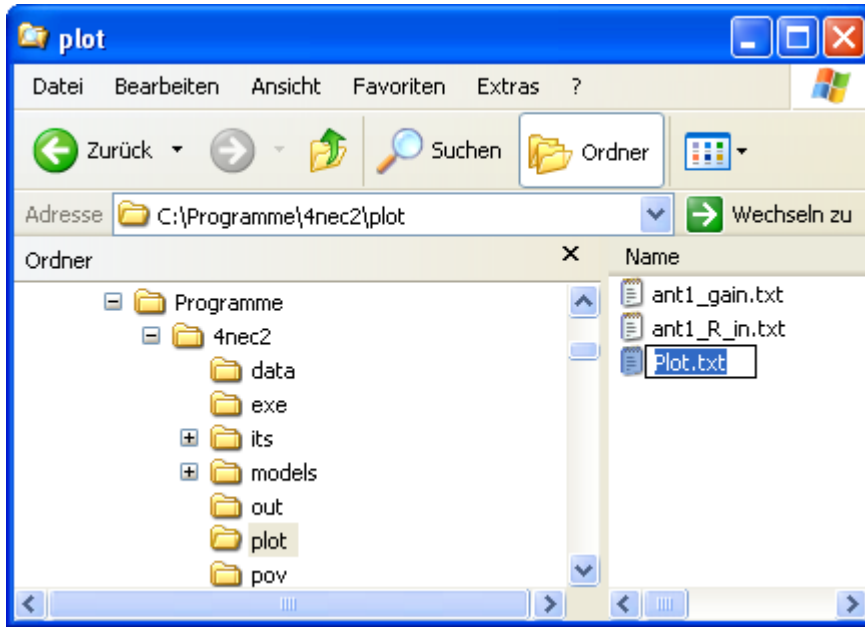 plot
Datei Bearbeiten Ansicht Favoriten Extras ?
Zurück Suchen Ordner
Adresse C:\Programme\4nec2\plot Wechseln zu
Ordner
Programme
4nec2
data
exe
its
models
out
plot
pov
Name
ant1_gain.txt
ant1_R_in.txt
Plot.txt